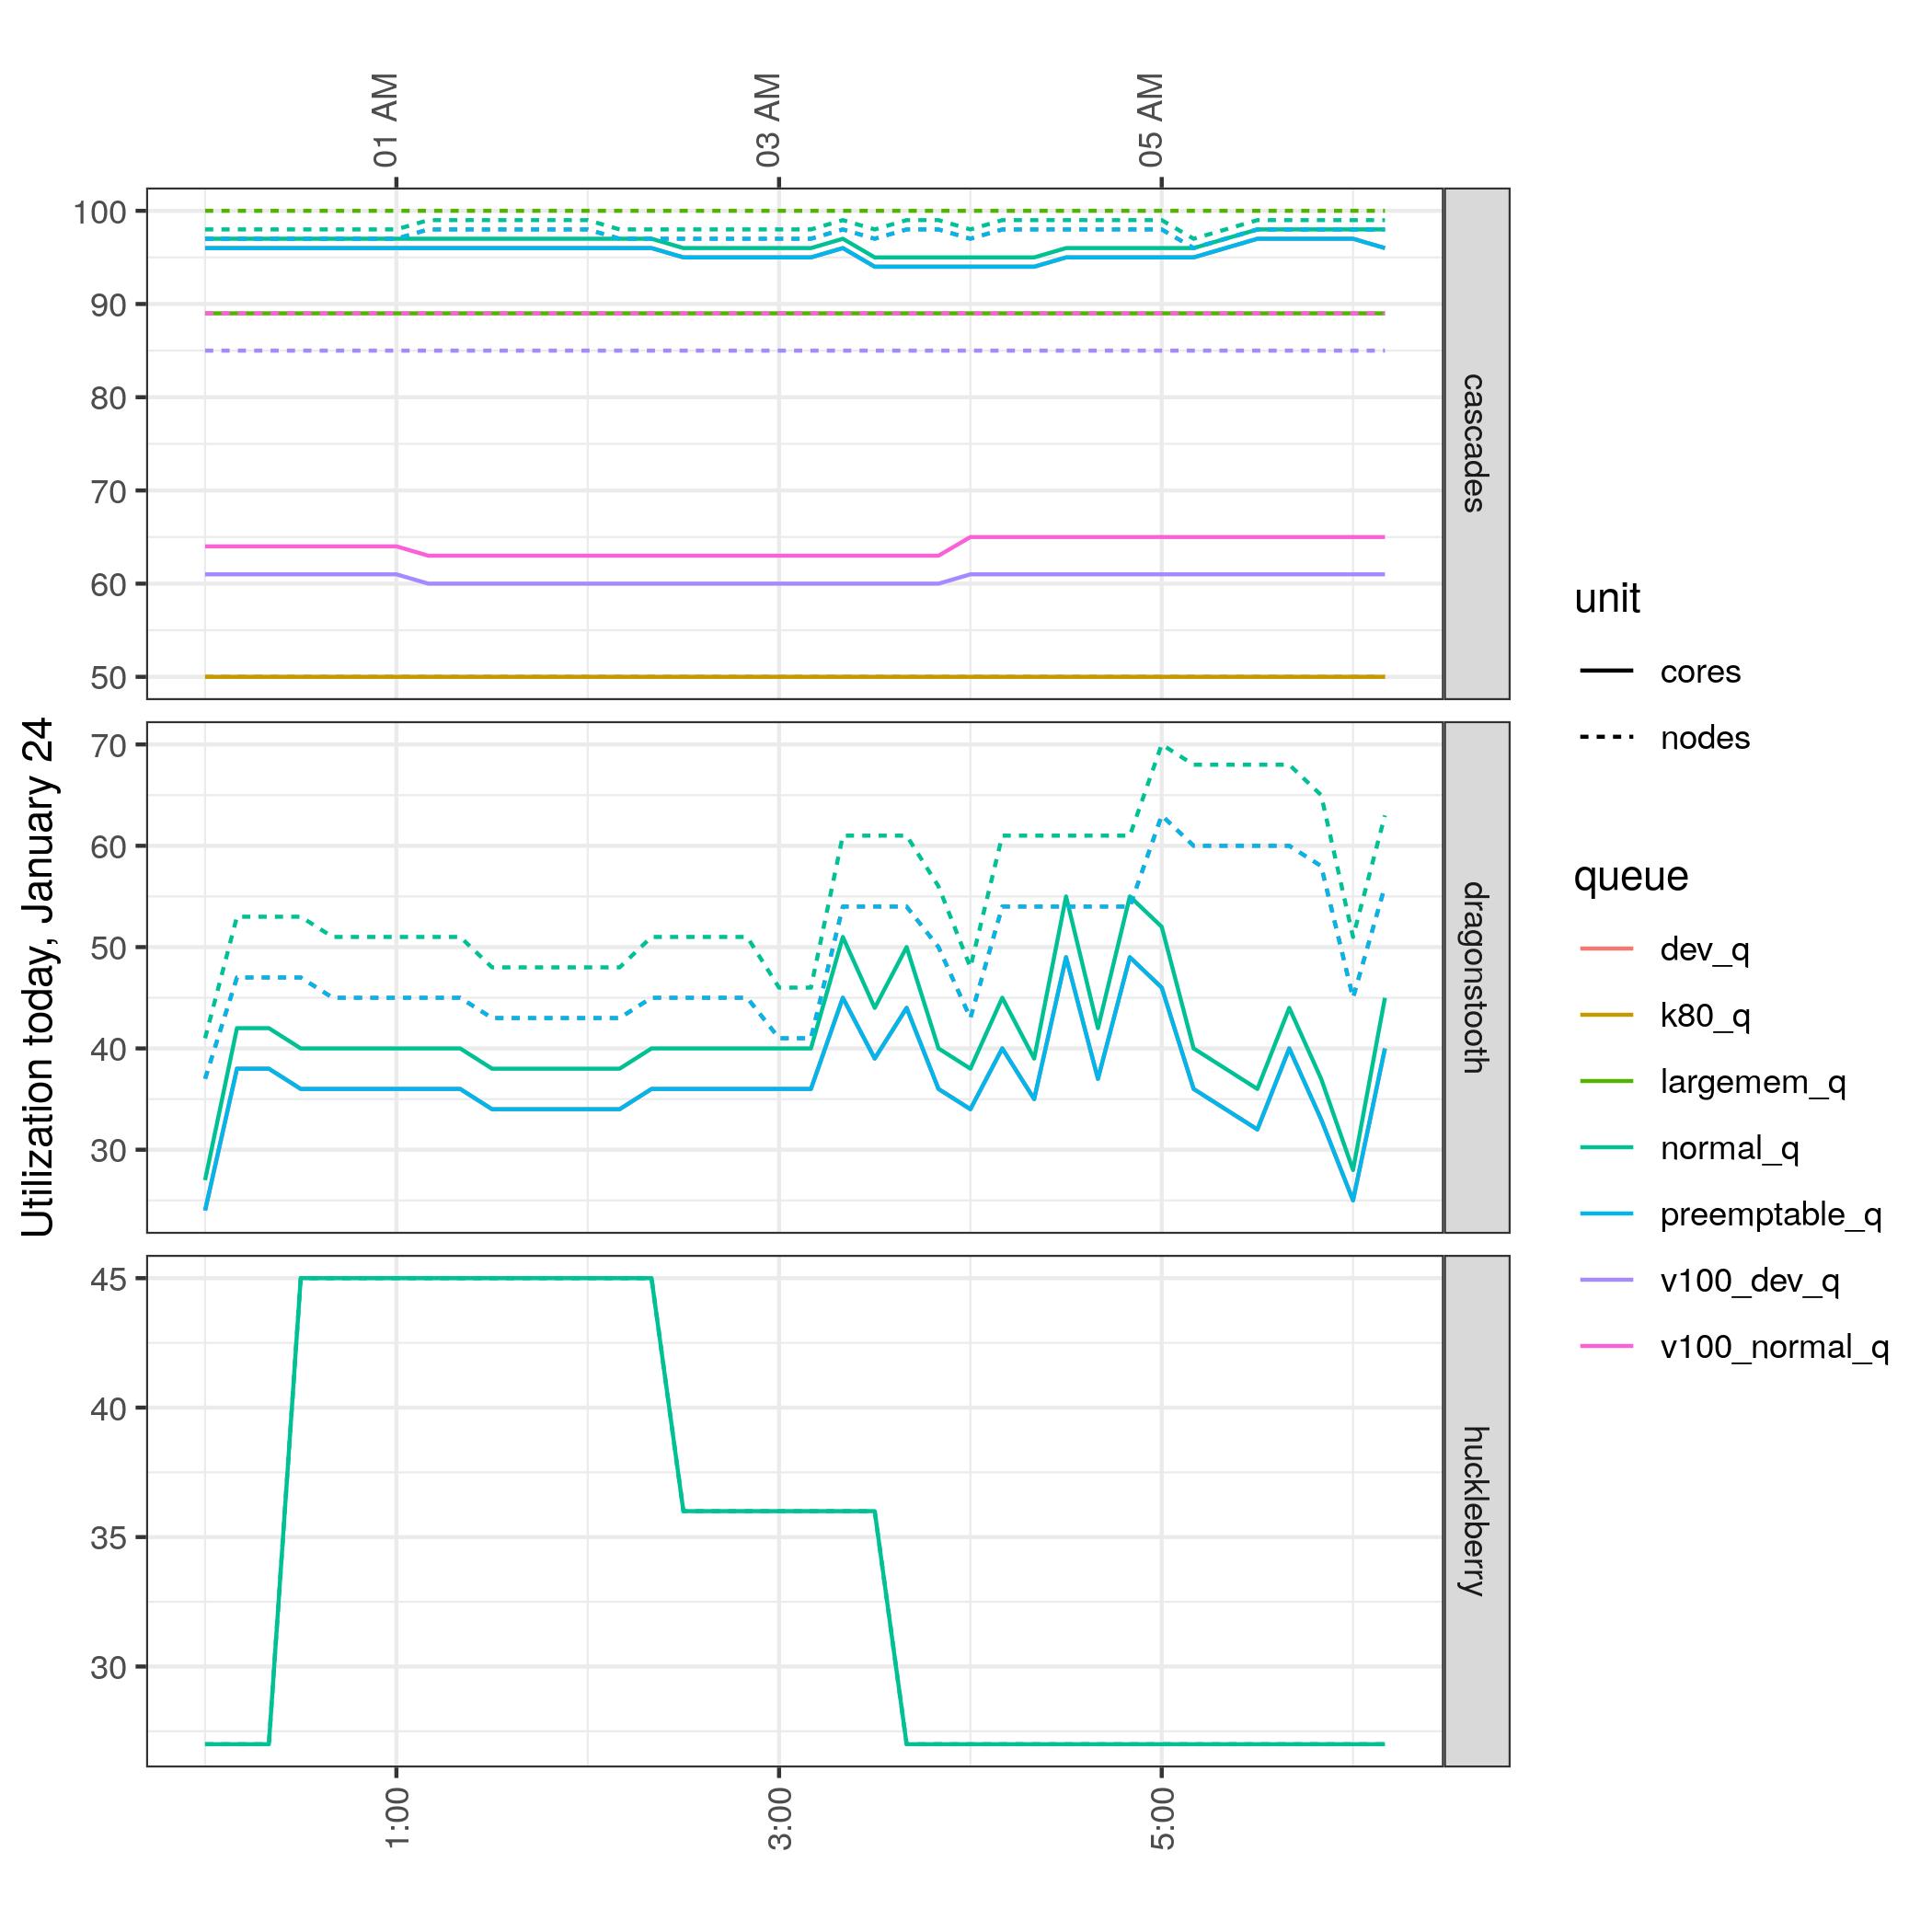 01 AM
03 AM
05 AM
Utilization today, January 24
100
90
80
70
60
50
cascades
70
60
50
40
30
dragonstooth
45
40
35
30
huckleberry
1:00
3:00
5:00
unit
cores
nodes
queue
dev_q
k80_q
largemem_q
normal_q
preemptable_q
v100_dev_q
v100_normal_q